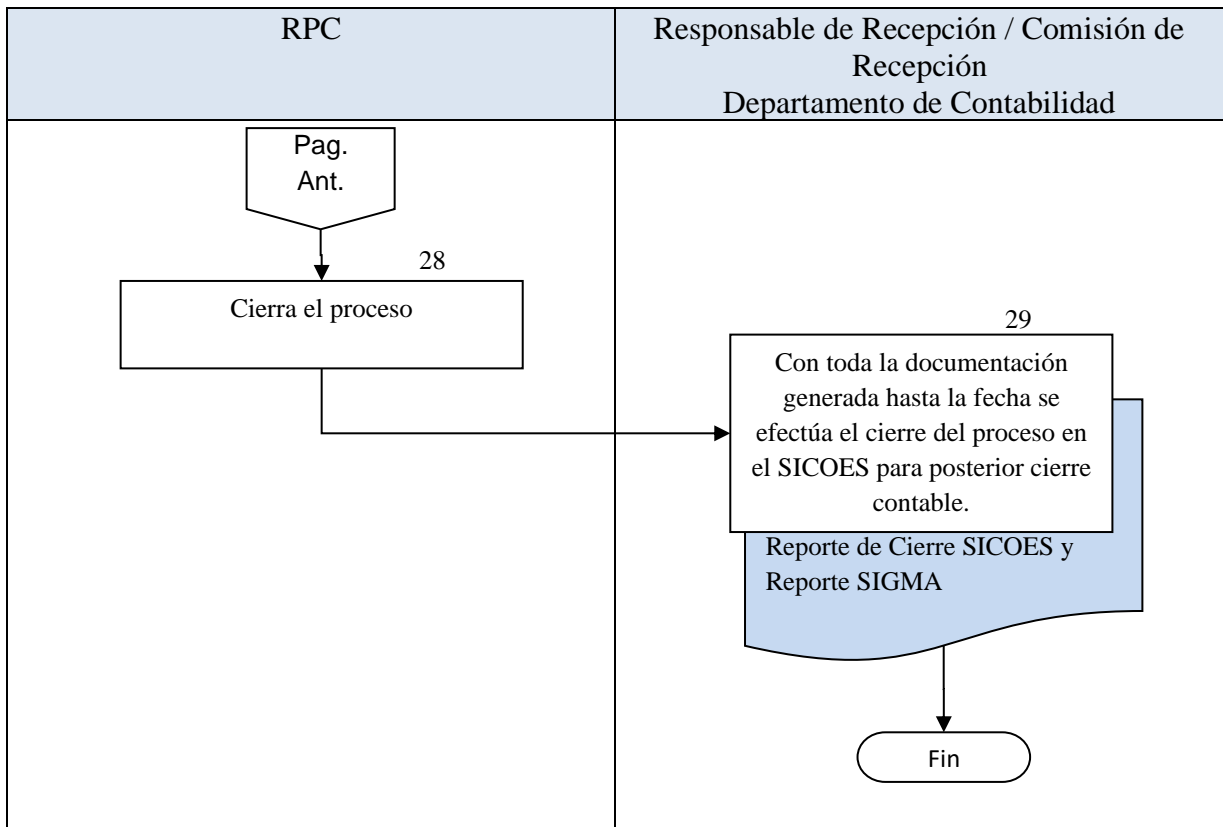 RPC
Responsable de Recepción / Comisión de
Recepción
Departamento de Contabilidad
Pag.
Ant.
28
Cierra el proceso
29
Con toda la documentación
generada hasta la fecha se
efectúa el cierre del proceso en
el SICOES para posterior cierre
contable.
Reporte de Cierre SICOES y
Reporte SIGMA
Fin